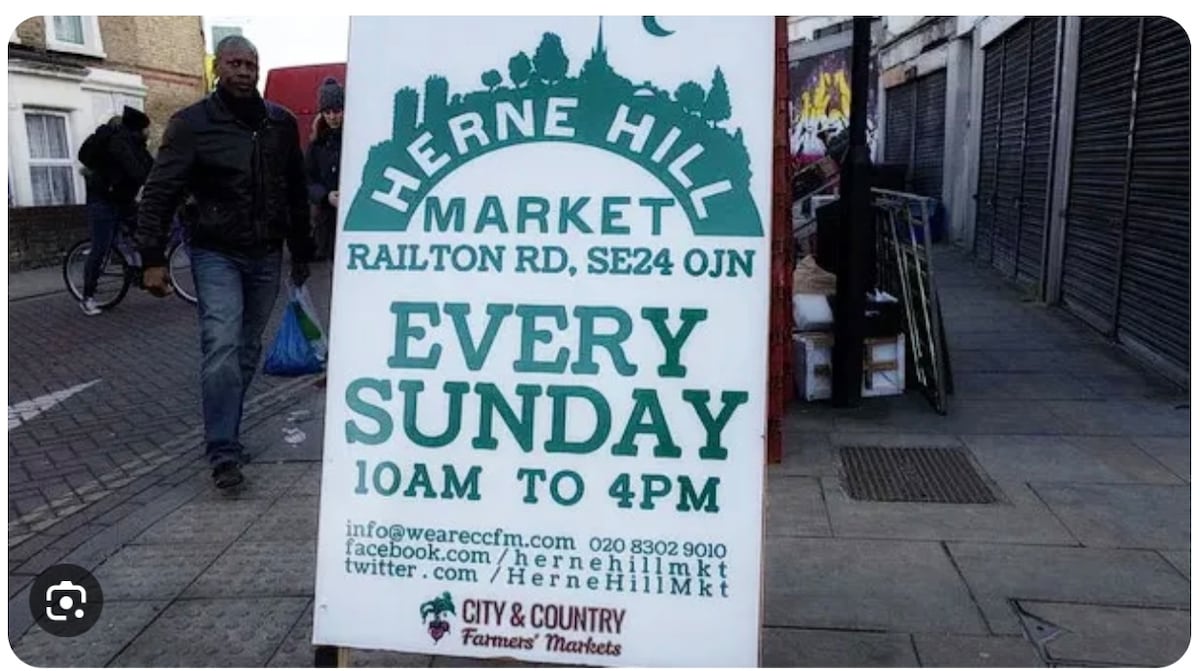 HERNE HILL
MARKET
RAILTON RD, SE24 OJN
EVERY
SUNDAY
10AM TO 4PM
info@weareccfm.com 020 8302 9010
facebook.com/hernehillmkt
twitter.com/HerneHillMkt
CITY & COUNTRY
Farmers' Markets